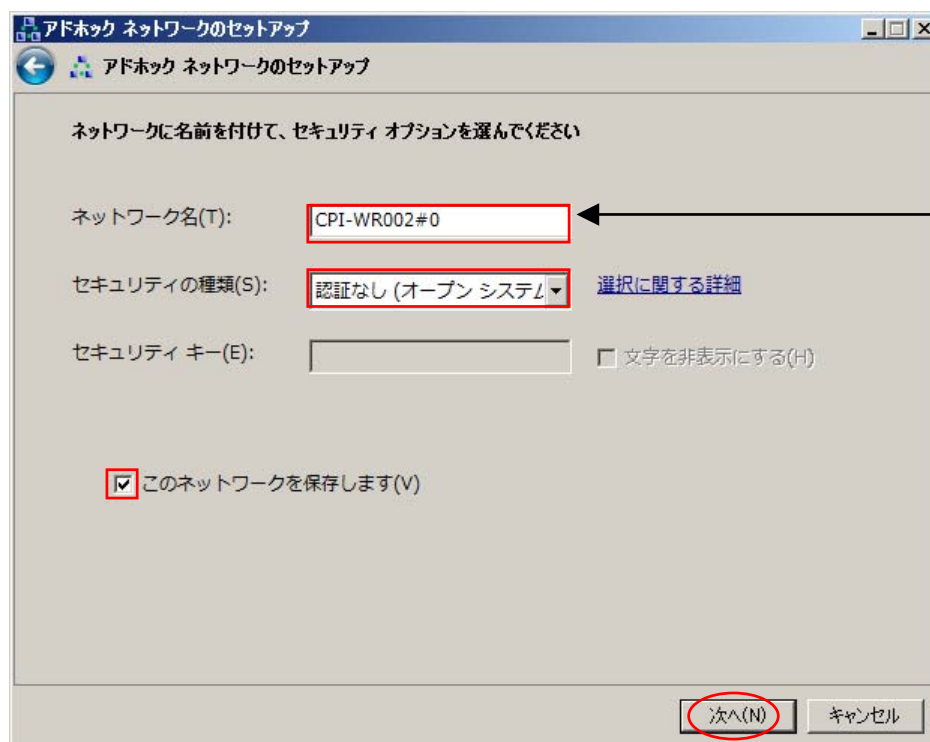 アドホック ネットワークのセットアップ
アドホック ネットワークのセットアップ
ネットワークに名前を付けて、セキュリティ オプションを選んでください
ネットワーク名(T):
CPI-WR002#0
セキュリティの種類(S):
認証なし (オープン システム
選択に関する詳細
セキュリティ キー(E):
文字を非表示にする(H)
このネットワークを保存します(V)
次へ(N)
キャンセル